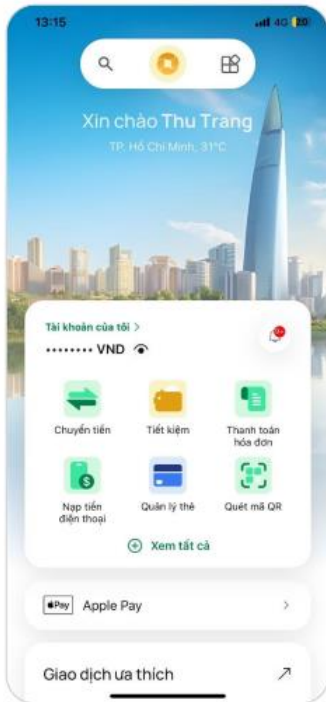 13:15
4G 20
Xin chào Thu Trang
TP. Hồ Chí Minh, 31°C
Tài khoản của tôi >
•••••••• VND
9+
Chuyển tiền
Tiết kiệm
Thanh toán
hóa đơn
Nạp tiền
điện thoại
Quản lý thẻ
Quét mã QR
Xem tất cả
Pay Apple Pay
Giao dịch ưa thích